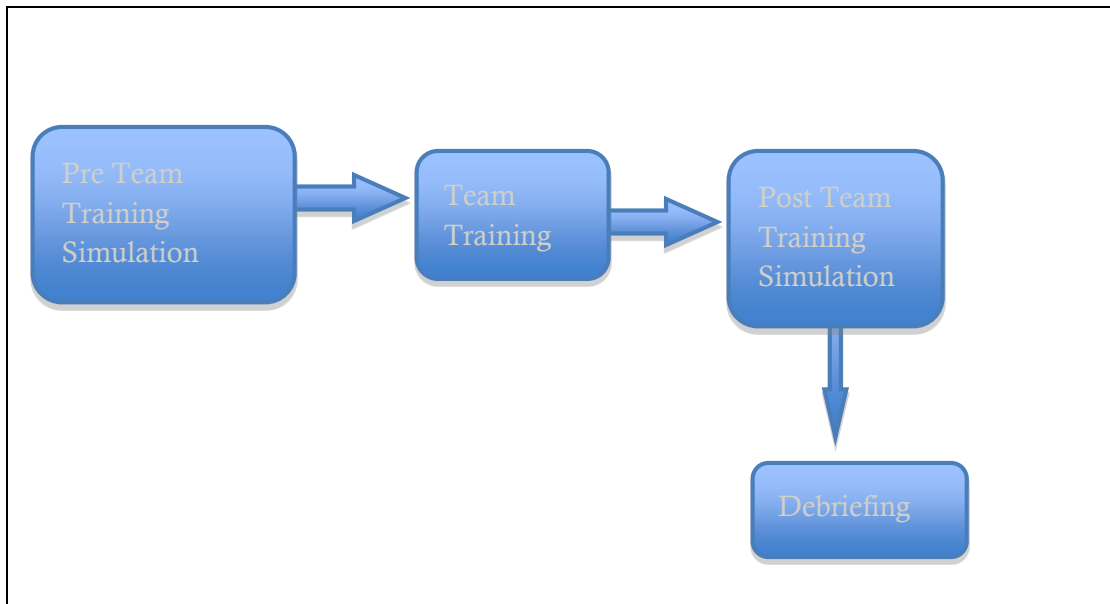 Pre Team
Training
Simulation
Team
Training
Post Team
Training
Simulation
Debriefing